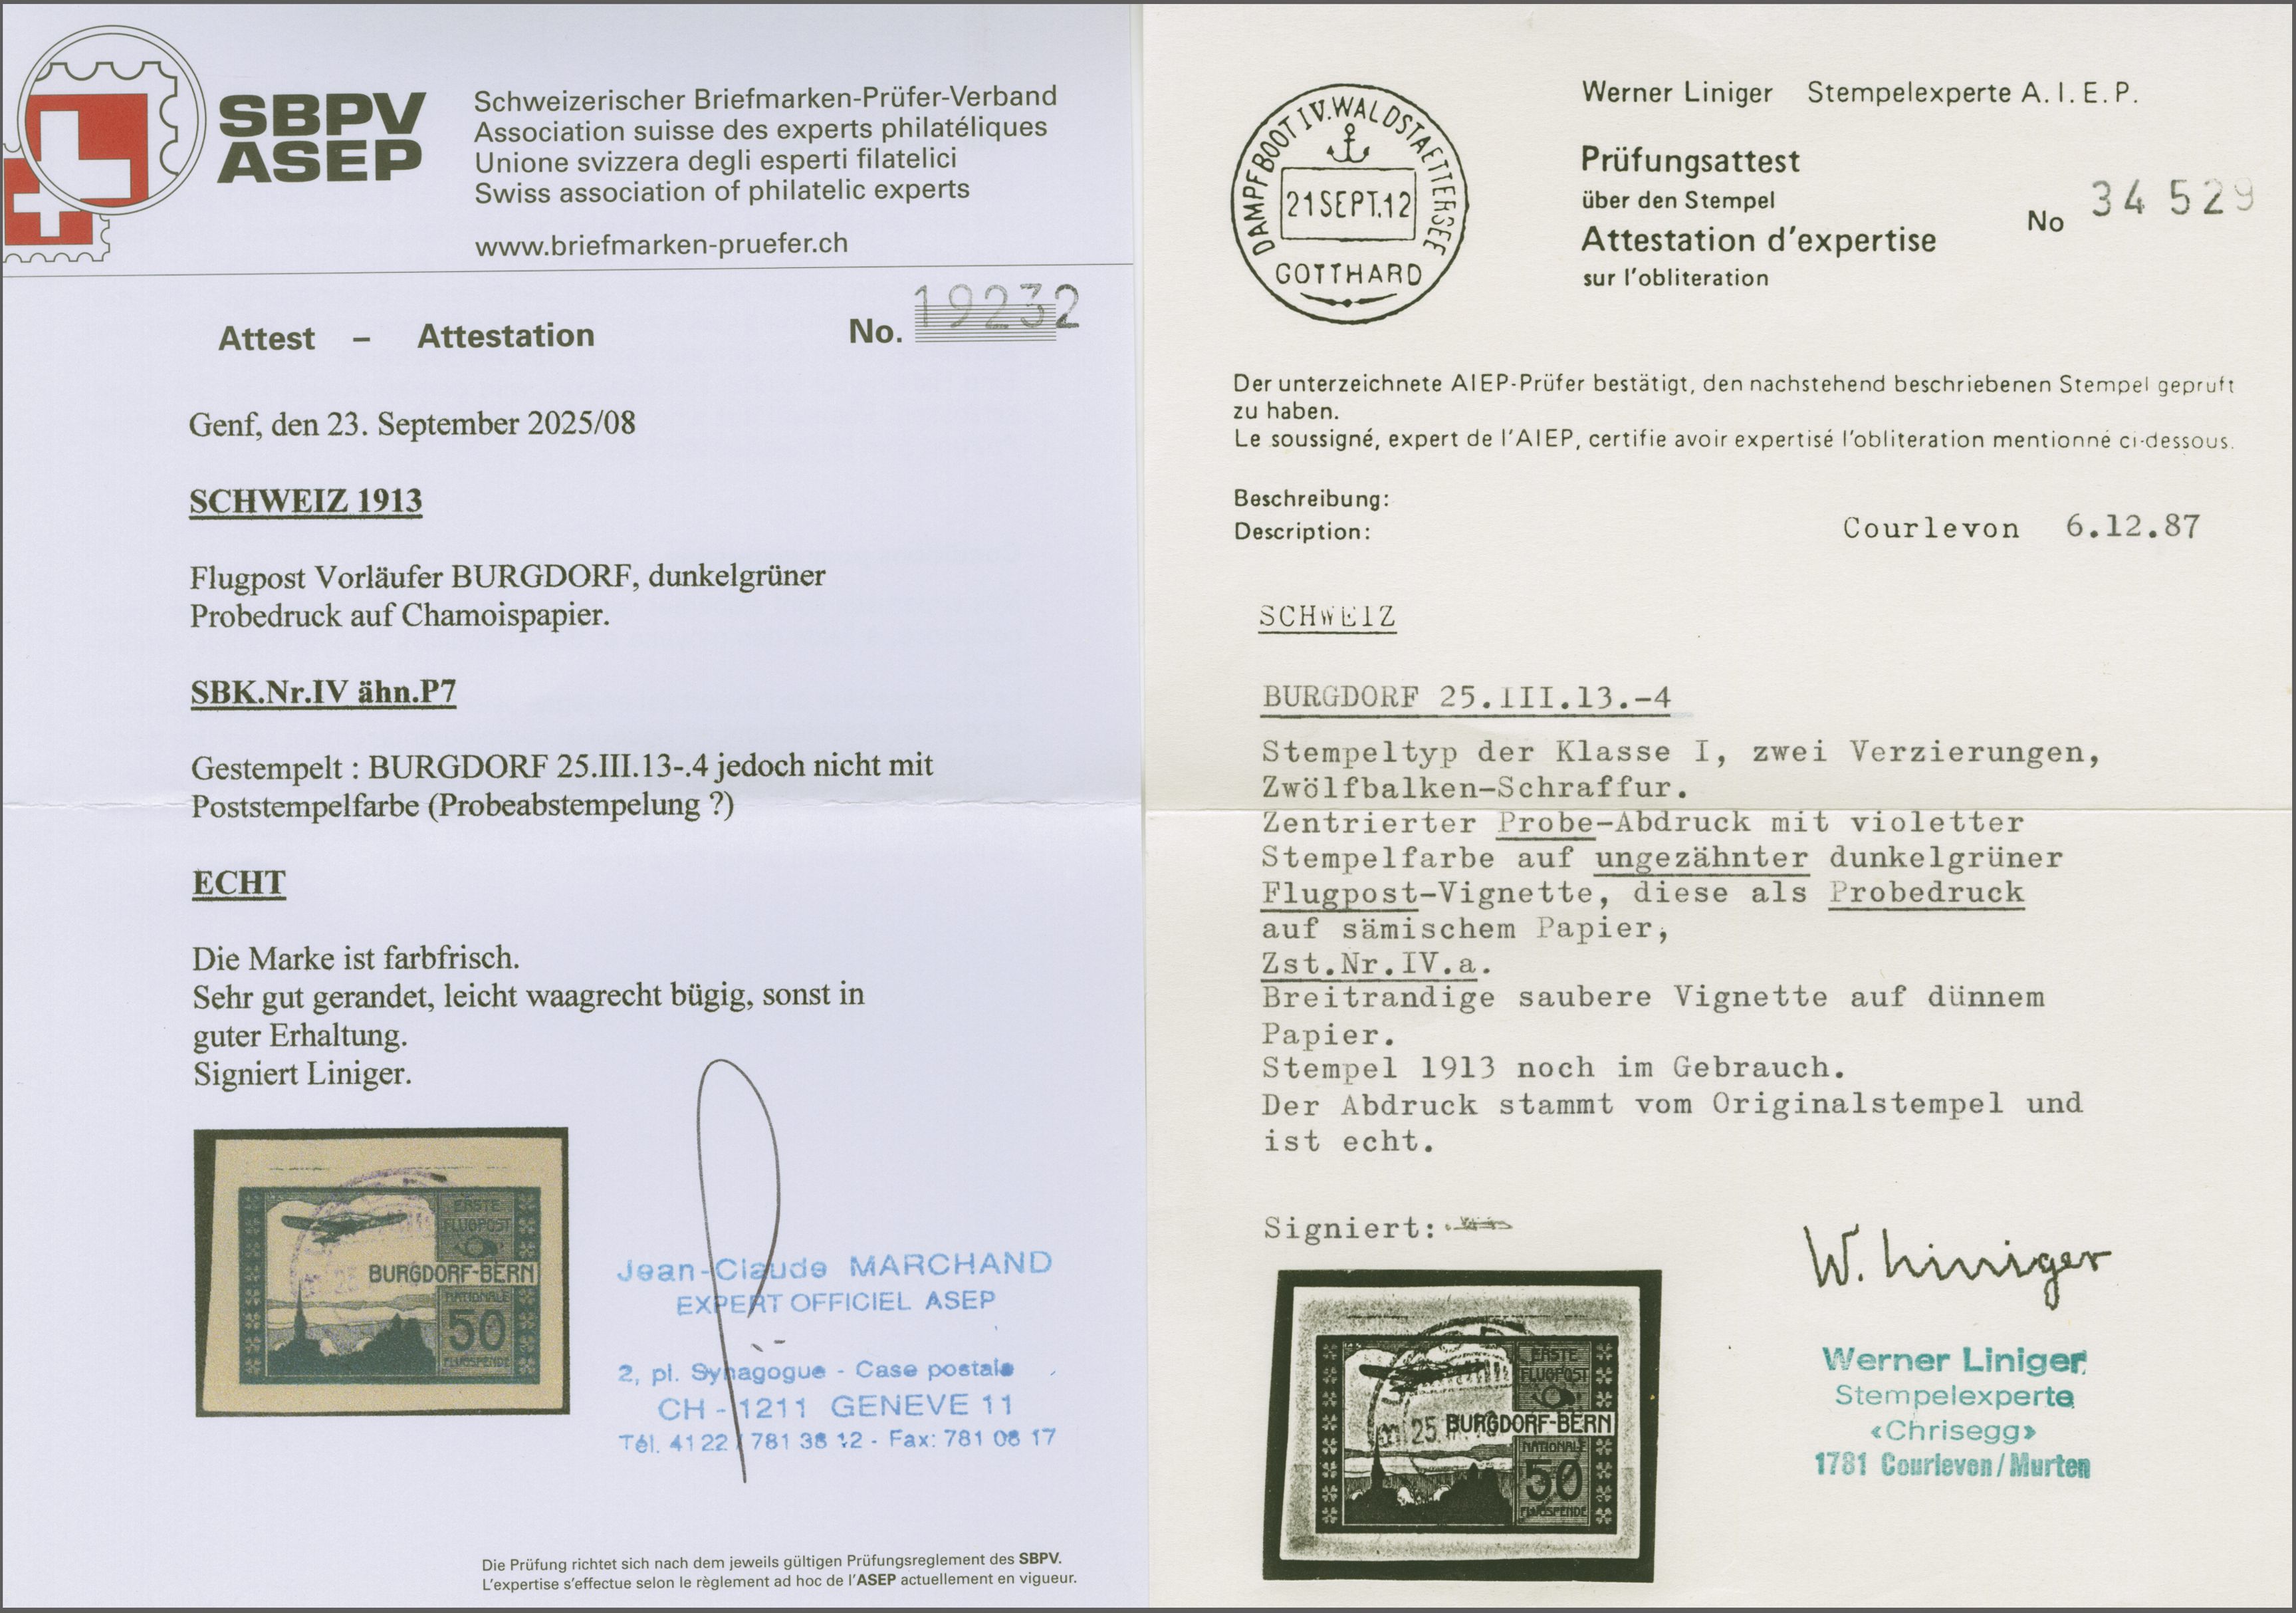 SBPV
ASEP
Schweizerischer Briefmarken-Prüfer-Verband
Association suisse des experts philatéliques
Unione svizzera degli esperti filatelici
Swiss association of philatelic experts
www.briefmarken-pruefer.ch
Attest – Attestation No. 19232
Genf, den 23. September 2025/08
SCHWEIZ 1913
Flugpost Vorläufer BURGDORF, dunkelgrüner
Probedruck auf Chamoispapier.
SBK.Nr.IV ähn.P7
Gestempelt : BURGDORF 25.III.13-.4 jedoch nicht mit
Poststempelfarbe (Probeabstempelung ?)
ECHT
Die Marke ist farbfrisch.
Sehr gut gerandet, leicht waagrecht bügig, sonst in
guter Erhaltung.
Signiert Liniger.
ERSTE
FLUGPOST
BURGDORF-BERN
NATIONALE
50
FLUGSPENDE
Jean-Claude MARCHAND
EXPERT OFFICIEL ASEP
2, pl. Synagogue - Case postale
CH - 1211 GENEVE 11
Tél. 41 22 / 781 38 12 - Fax: 781 08 17
Die Prüfung richtet sich nach dem jeweils gültigen Prüfungsreglement des SBPV.
L'expertise s'effectue selon le règlement ad hoc de l'ASEP actuellement en vigueur.
DAMPFBOOT IV. WALDSTAETTERSEE
21 SEPT. 12
GOTTHARD
Werner Liniger Stempelexperte A.I.E.P.
Prüfungsattest
über den Stempel
Attestation d'expertise
sur l'obliteration
No 34 529
Der unterzeichnete AIEP-Prüfer bestätigt, den nachstehend beschriebenen Stempel gepruft
zu haben.
Le soussigné, expert de l'AIEP, certifie avoir expertisé l'obliteration mentionné ci-dessous.
Beschreibung:
Description:
Courlevon 6.12.87
SCHWEIZ
BURGDORF 25.III.13.-4
Stempeltyp der Klasse I, zwei Verzierungen,
Zwölfbalken-Schraffur.
Zentrierter Probe-Abdruck mit violetter
Stempelfarbe auf ungezähnter dunkelgrüner
Flugpost-Vignette, diese als Probedruck
auf sämischem Papier,
Zst.Nr.IV.a.
Breitrandige saubere Vignette auf dünnem
Papier.
Stempel 1913 noch im Gebrauch.
Der Abdruck stammt vom Originalstempel und
ist echt.
Signiert:
W. Liniger
ERSTE
FLUGPOST
25.
BURGDORF-BERN
NATIONALE
50
FLUGSPENDE
Werner Liniger
Stempelexperte
«Chrisegg»
1781 Courlevon/Murten